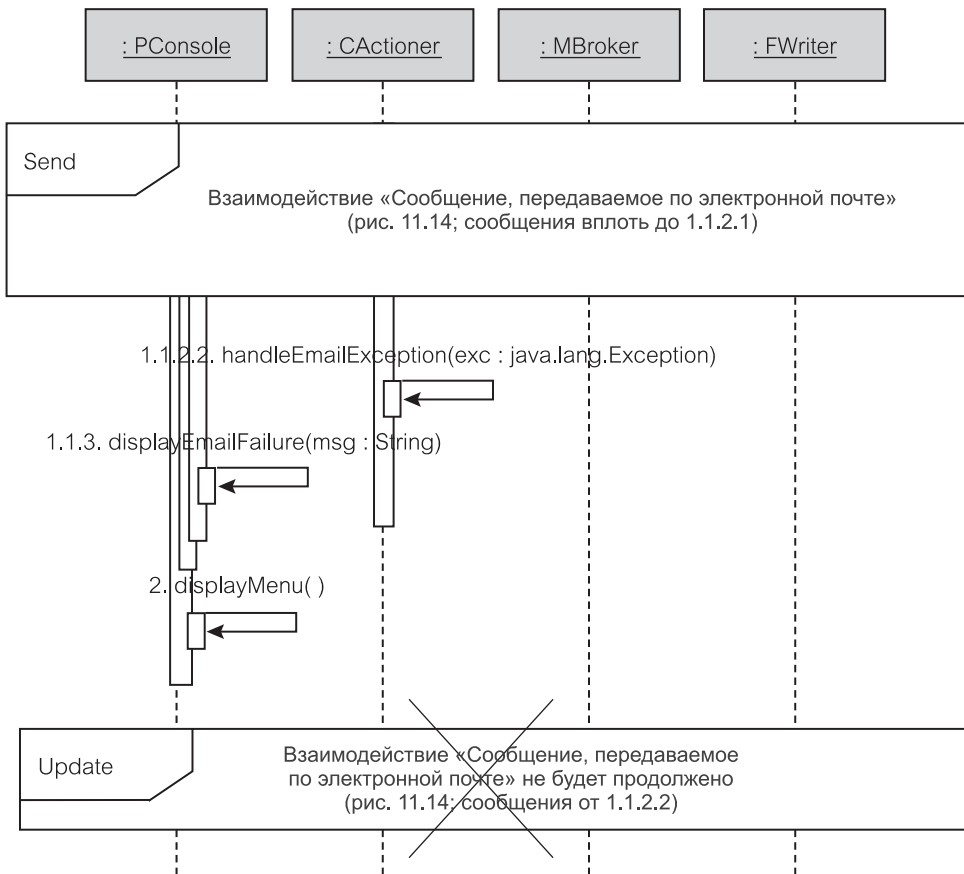 : PConsole
: CActioner
: MBroker
: FWriter
Send
Взаимодействие «Сообщение, передаваемое по электронной почте»
(рис. 11.14; сообщения вплоть до 1.1.2.1)
1.1.2.2. handleEmailException(exc : java.lang.Exception)
1.1.3. displayEmailFailure(msg : String)
2. displayMenu( )
Update
Взаимодействие «Сообщение, передаваемое
по электронной почте» не будет продолжено
(рис. 11.14; сообщения от 1.1.2.2)